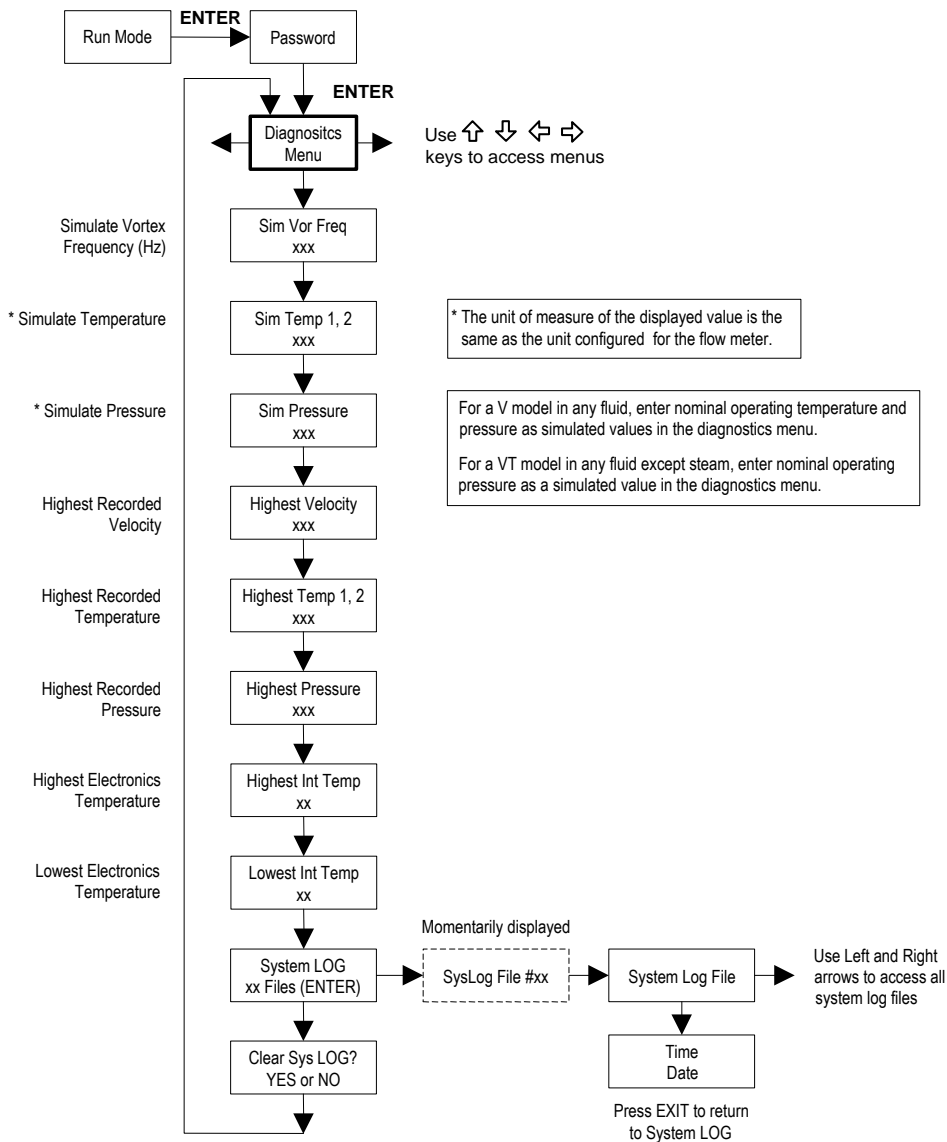 Run Mode
ENTER
Password
ENTER
Diagnositcs
Menu
Use
keys to access menus
Simulate Vortex
Frequency (Hz)
Sim Vor Freq
xxx
* Simulate Temperature
Sim Temp 1, 2
xxx
* The unit of measure of the displayed value is the
same as the unit configured for the flow meter.
* Simulate Pressure
Sim Pressure
xxx
For a V model in any fluid, enter nominal operating temperature and
pressure as simulated values in the diagnostics menu.
For a VT model in any fluid except steam, enter nominal operating
pressure as a simulated value in the diagnostics menu.
Highest Recorded
Velocity
Highest Velocity
xxx
Highest Recorded
Temperature
Highest Temp 1, 2
xxx
Highest Recorded
Pressure
Highest Pressure
xxx
Highest Electronics
Temperature
Highest Int Temp
xx
Lowest Electronics
Temperature
Lowest Int Temp
xx
System LOG
xx Files (ENTER)
Momentarily displayed
SysLog File #xx
System Log File
Use Left and Right
arrows to access all
system log files
Clear Sys LOG?
YES or NO
Time
Date
Press EXIT to return
to System LOG